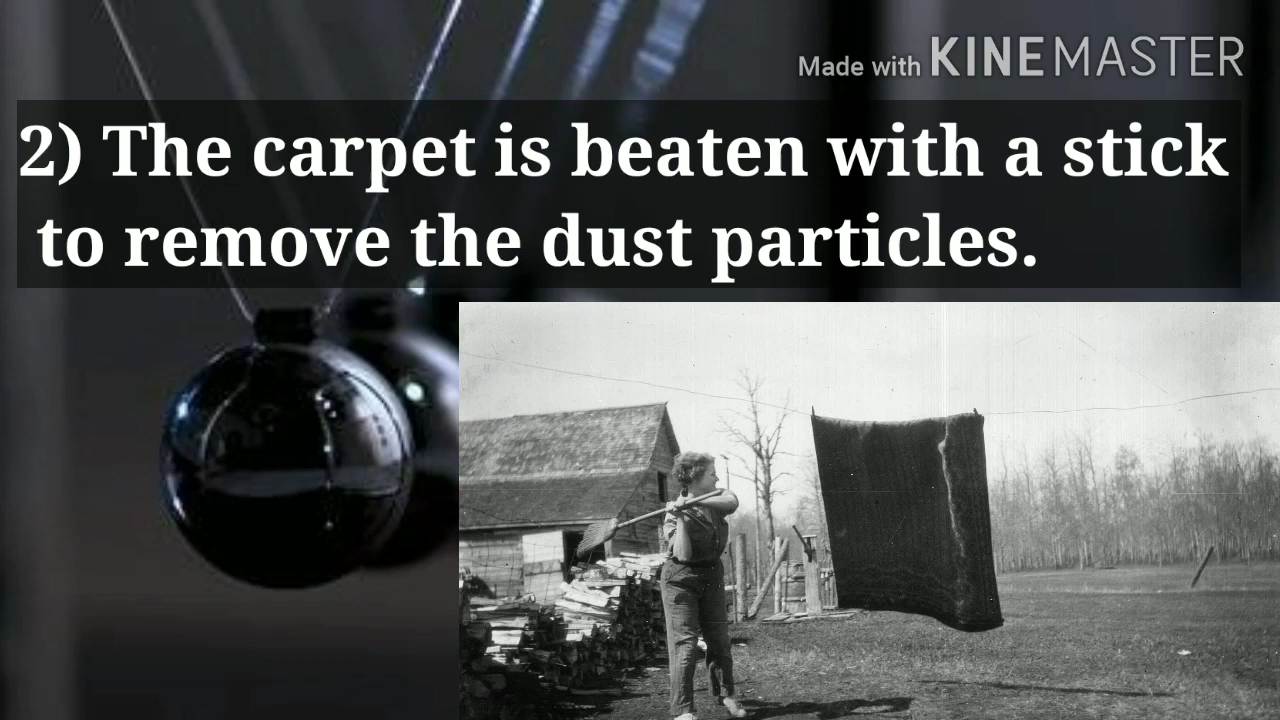 Made with KINEMASTER
2) The carpet is beaten with a stick
to remove the dust particles.